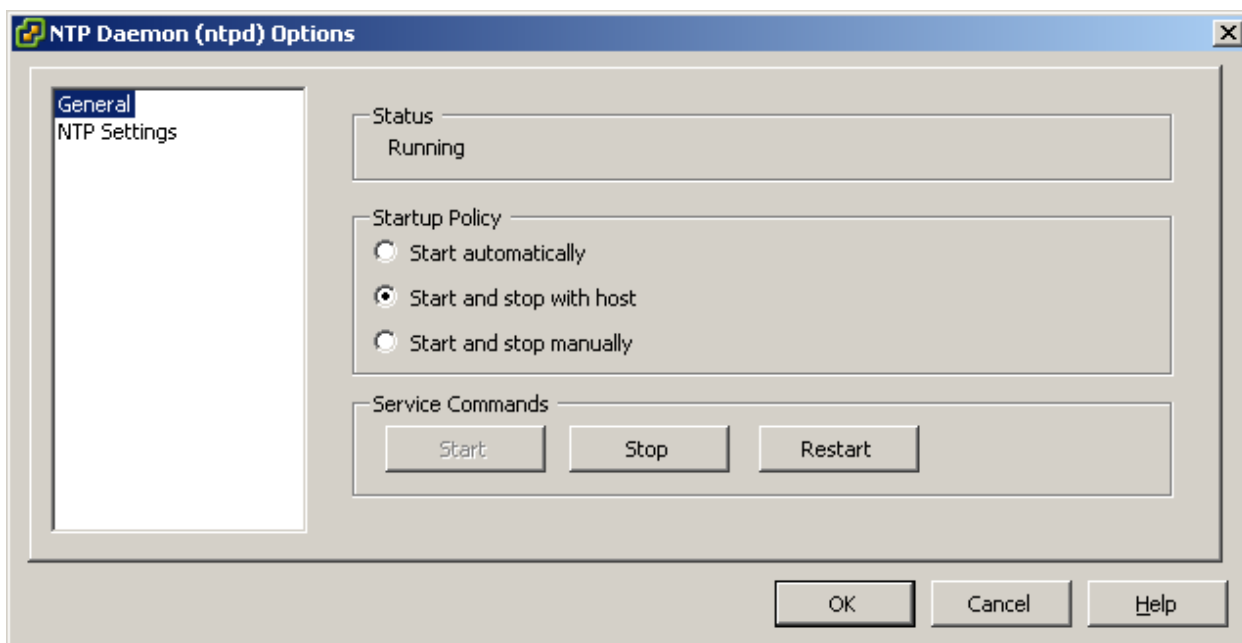 NTP Daemon (ntpd) Options
General
NTP Settings
Status
Running
Startup Policy
Start automatically
Start and stop with host
Start and stop manually
Service Commands
Start Stop Restart
OK Cancel Help